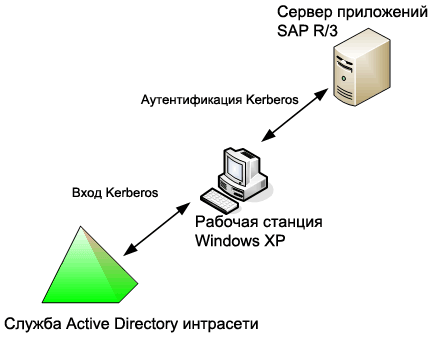 Сервер приложений
SAP R/3
Аутентификация Kerberos
Вход Kerberos
Рабочая станция
Windows XP
Служба Active Directory интрасети